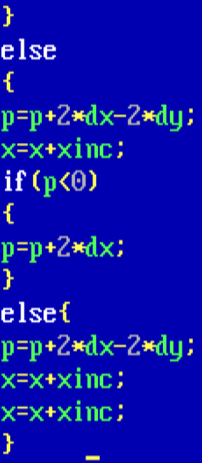 }
else
{
p=p+2*dx-2*dy;
x=x+xinc;
if(p<0)
{
p=p+2*dx;
}
else{
p=p+2*dx-2*dy;
x=x+xinc;
x=x+xinc;
}